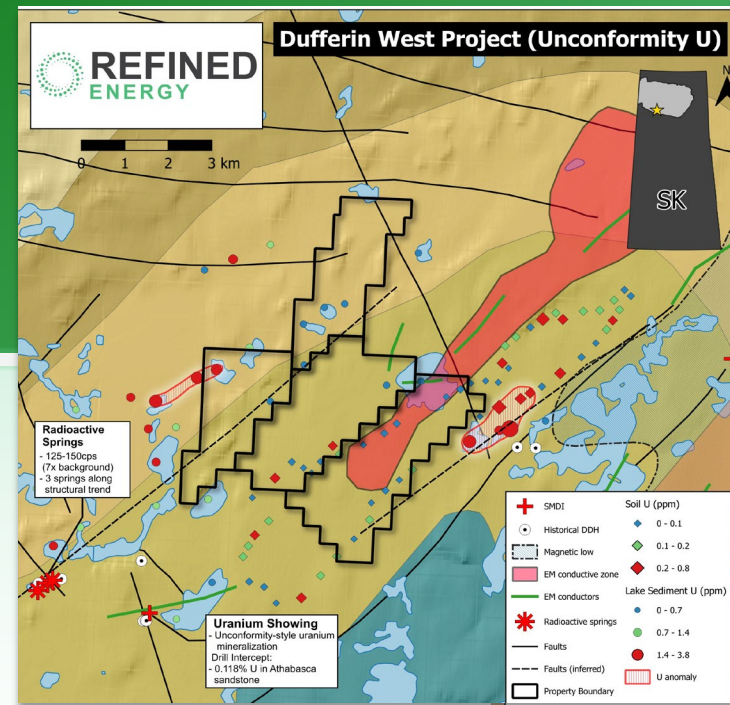 REFINED
ENERGY
Dufferin West Project (Unconformity U)
N
0 1 2 3 km
SK
Radioactive
Springs
- 125-150cps
(7x background)
- 3 springs along
structural trend
Uranium Showing
- Unconformity-style uranium
mineralization
Drill Intercept:
- 0.118% U in Athabasca
sandstone
SMDI
Historical DDH
Magnetic low
EM conductive zone
EM conductors
Radioactive springs
Faults
Faults (inferred)
Property Boundary
Soil U (ppm)
0 - 0.1
0.1 - 0.2
0.2 - 0.8
Lake Sediment U (ppm)
0 - 0.7
0.7 - 1.4
1.4 - 3.8
U anomaly